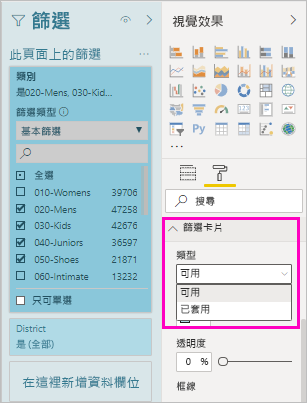 篩選
此頁面上的篩選
類別
是020-Mens, 030-Kid...
篩選類型
基本篩選
全選
010-Womens 39706
020-Mens 47258
030-Kids 42676
040-Juniors 36597
050-Shoes 21871
060-Intimate 13232
只可單選
District
是 (全部)
在這裡新增資料欄位
視覺效果
Py
搜尋
篩選卡片
類型
可用
可用
已套用
透明度
0 %
框線